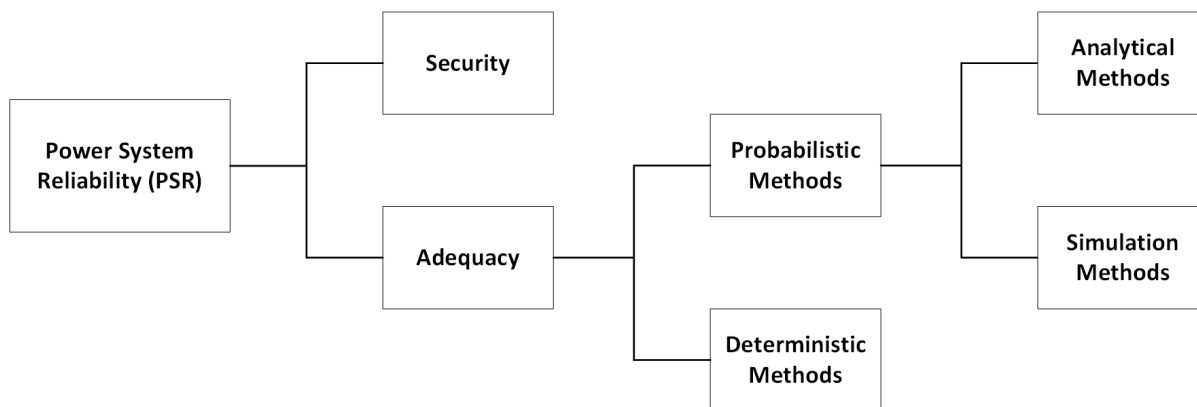 Power System
Reliability (PSR)
Security
Adequacy
Probabilistic
Methods
Deterministic
Methods
Analytical
Methods
Simulation
Methods